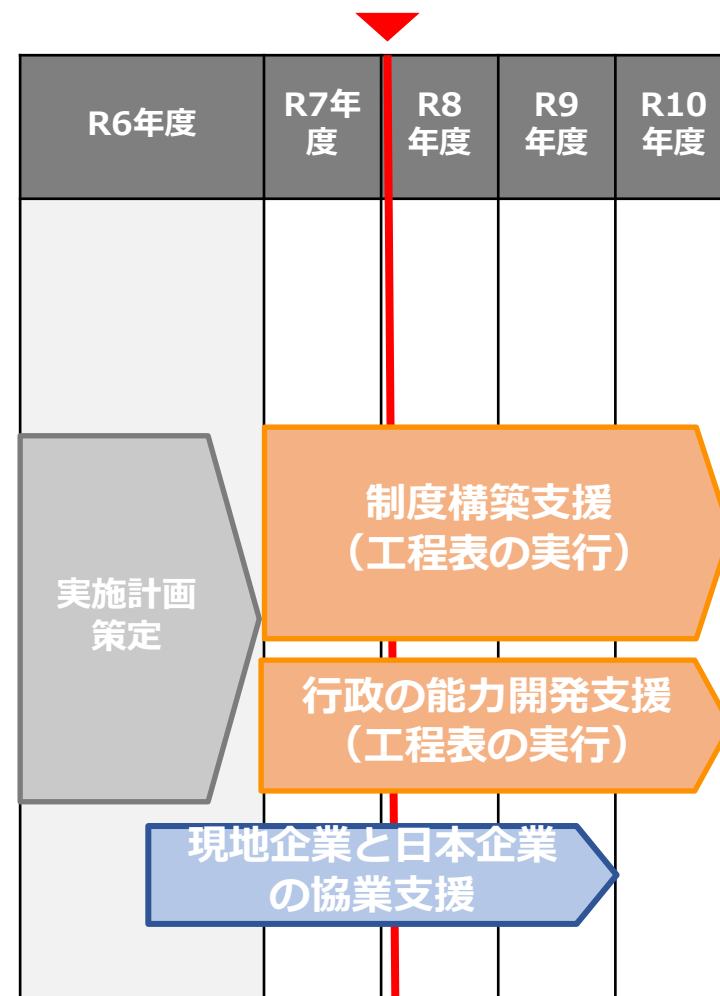 R6年度
R7年
度
R8
年度
R9
年度
R10
年度
実施計画
策定
制度構築支援
（工程表の実行）
行政の能力開発支援
（工程表の実行）
現地企業と日本企業
の協業支援